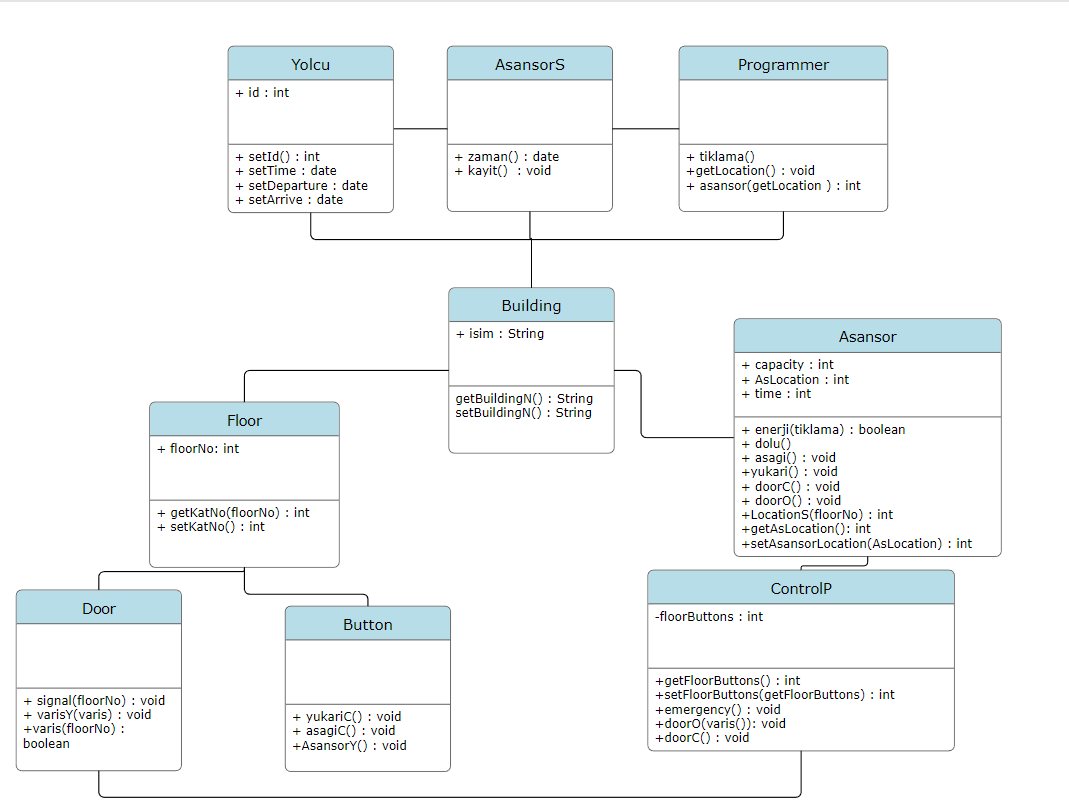 Yolcu
+ id : int
+ setId() : int
+ setTime : date
+ setDeparture : date
+ setArrive : date
AsansorS
+ zaman() : date
+ kayit()  : void
Programmer
+ tiklama()
+getLocation() : void
+ asansor(getLocation ) : int
Building
+ isim : String
getBuildingN() : String
setBuildingN() : String
Asansor
+ capacity : int
+ AsLocation : int
+ time : int
+ enerji(tiklama) : boolean
+ dolu()
+ asagi() : void
+yukari() : void
+ doorC() : void
+ doorO() : void
+LocationS(floorNo) : int
+getAsLocation(): int
+setAsansorLocation(AsLocation) : int
Floor
+ floorNo: int
+ getKatNo(floorNo) : int
+ setKatNo() : int
Door
+ signal(floorNo) : void
+ varisY(varis) : void
+varis(floorNo) :
boolean
Button
+ yukariC() : void
+ asagiC() : void
+AsansorY() : void
ControlP
-floorButtons : int
+getFloorButtons() : int
+setFloorButtons(getFloorButtons) : int
+emergency() : void
+doorO(varis()): void
+doorC() : void